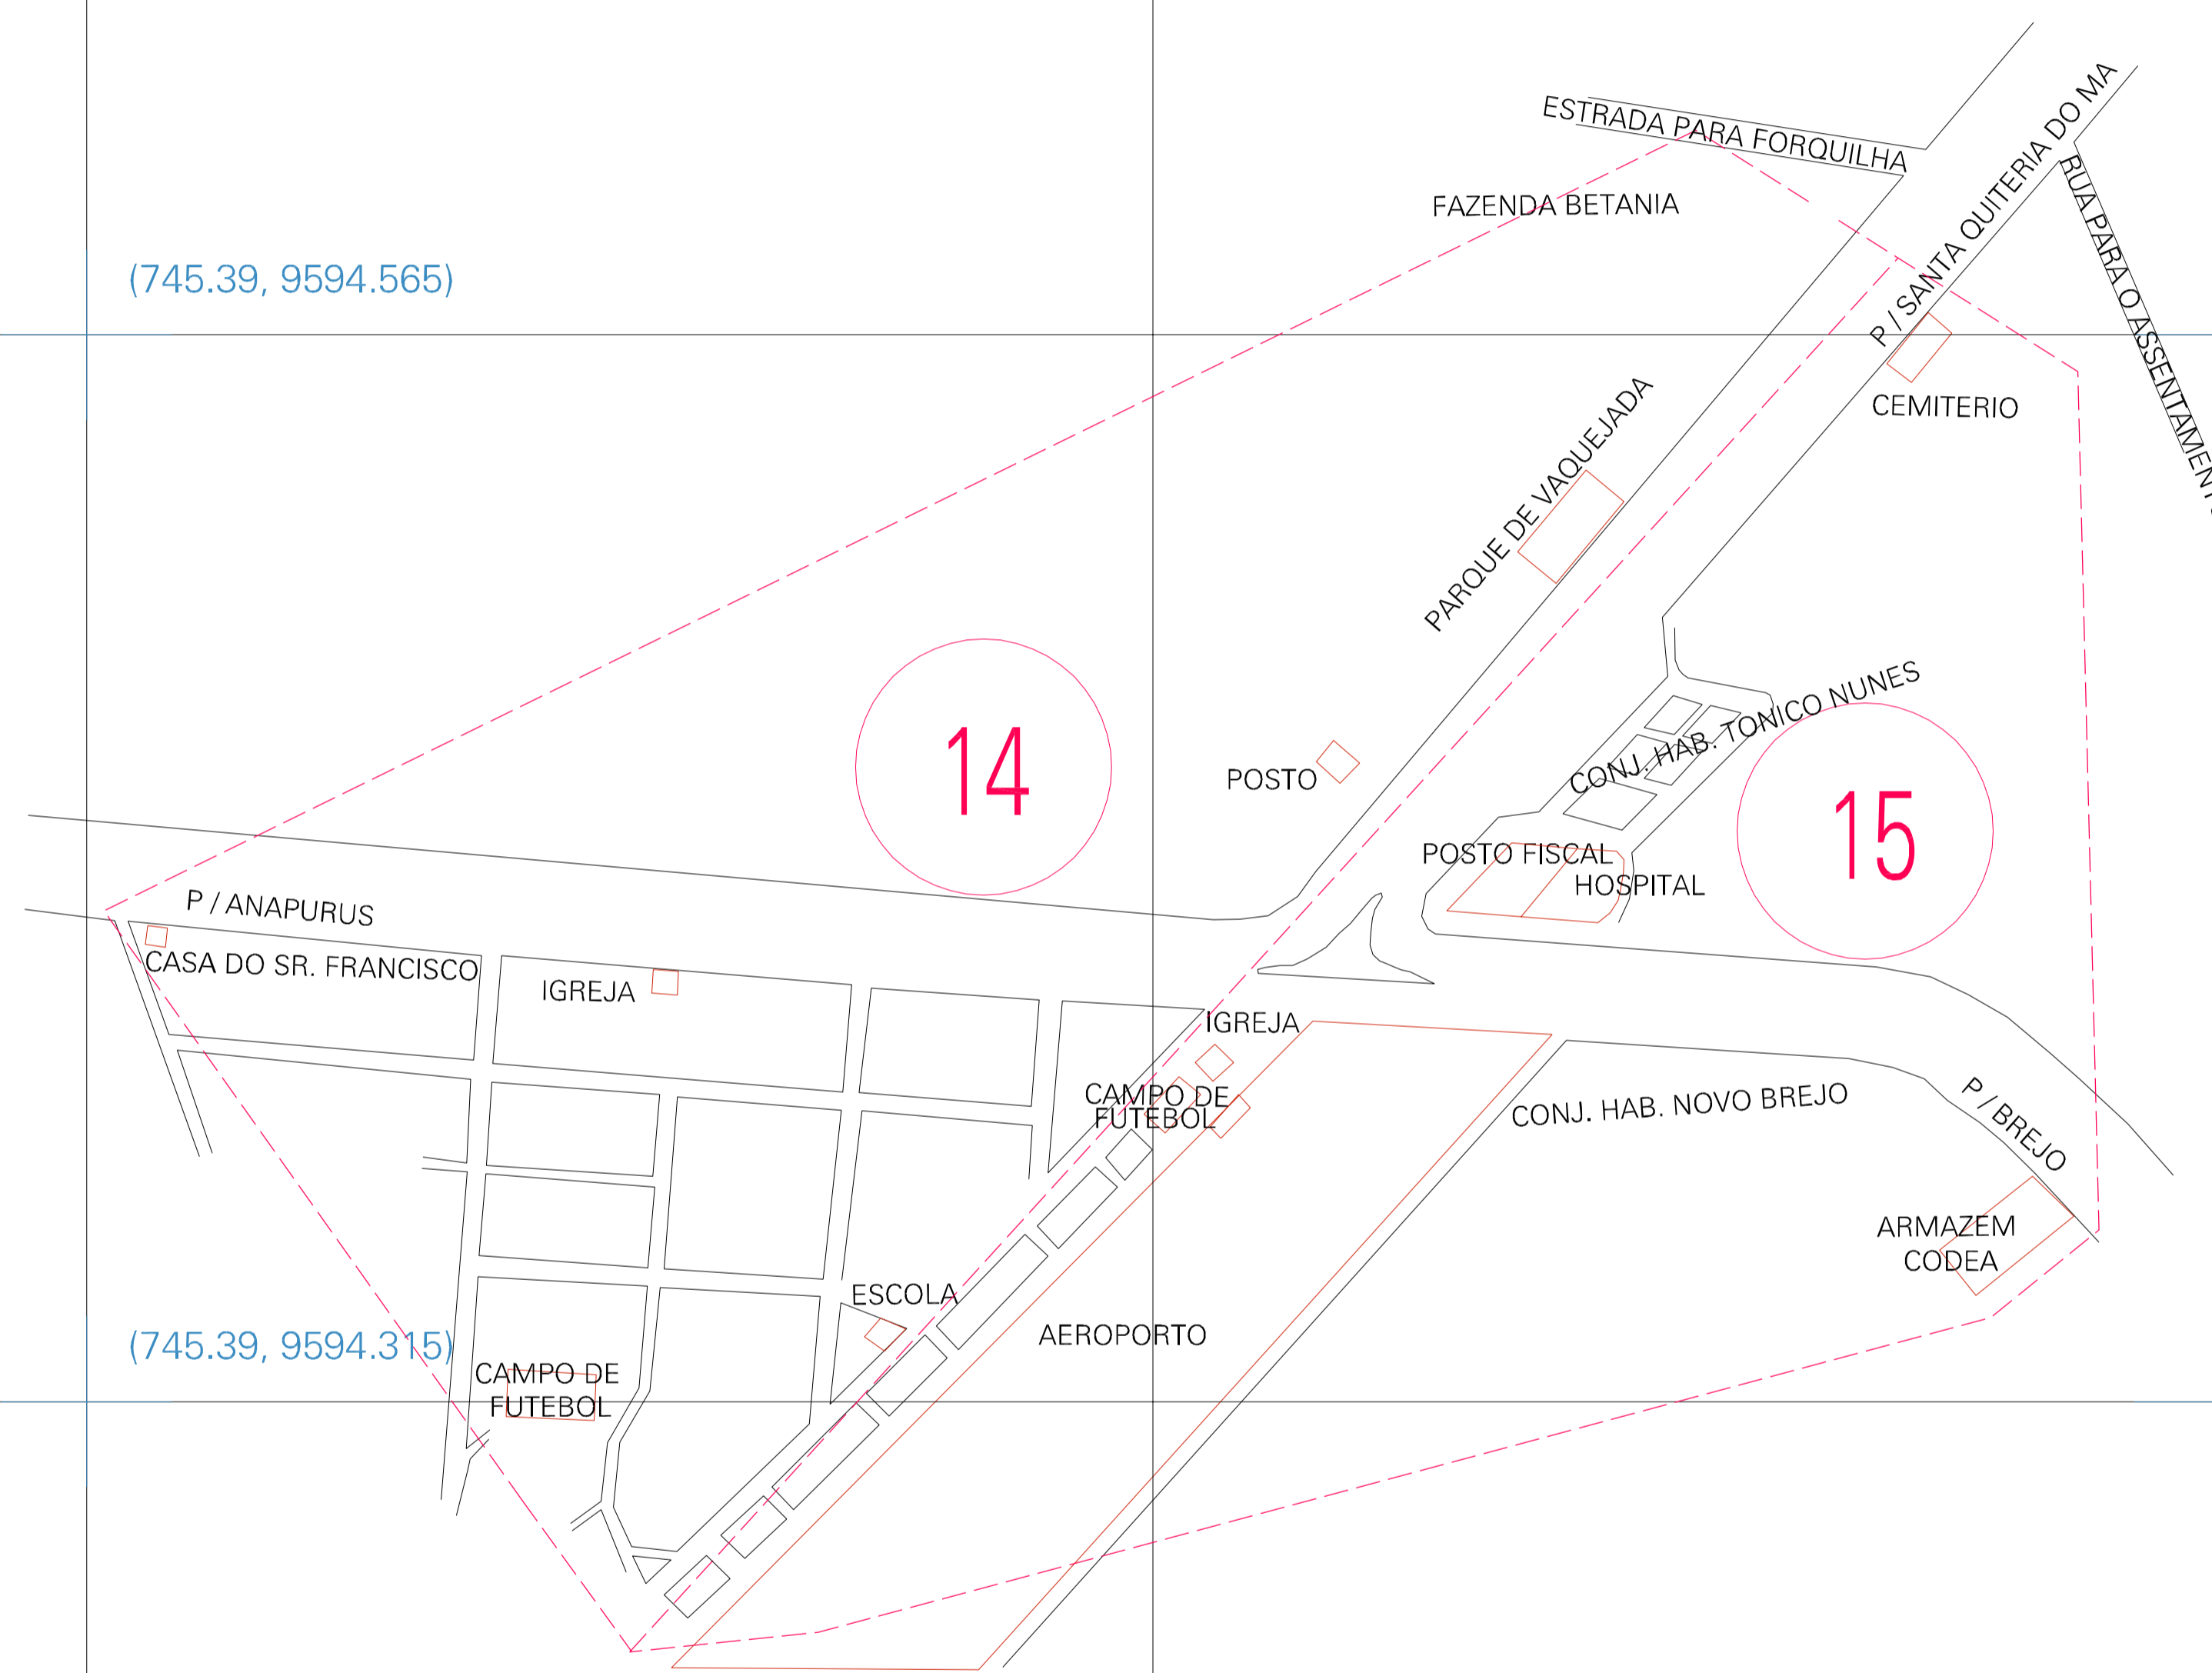 ESTRADA PARA FORQUILHA
P / SANTA QUITERIA DO MA
RUA PARA O ASSENTAMENTO
FAZENDA BETANIA
(745.39, 9594.565)
CEMITERIO
PARQUE DE VAQUEJADA
CONJ. HAB. TONICO NUNES
14
POSTO
15
POSTO FISCAL
HOSPITAL
P / ANAPURUS
CASA DO SR. FRANCISCO
IGREJA
IGREJA
CAMPO DE
FUTEBOL
CONJ. HAB. NOVO BREJO
P / BREJO
ARMAZEM
CODEA
ESCOLA
AEROPORTO
(745.39, 9594.315)
CAMPO DE
FUTEBOL